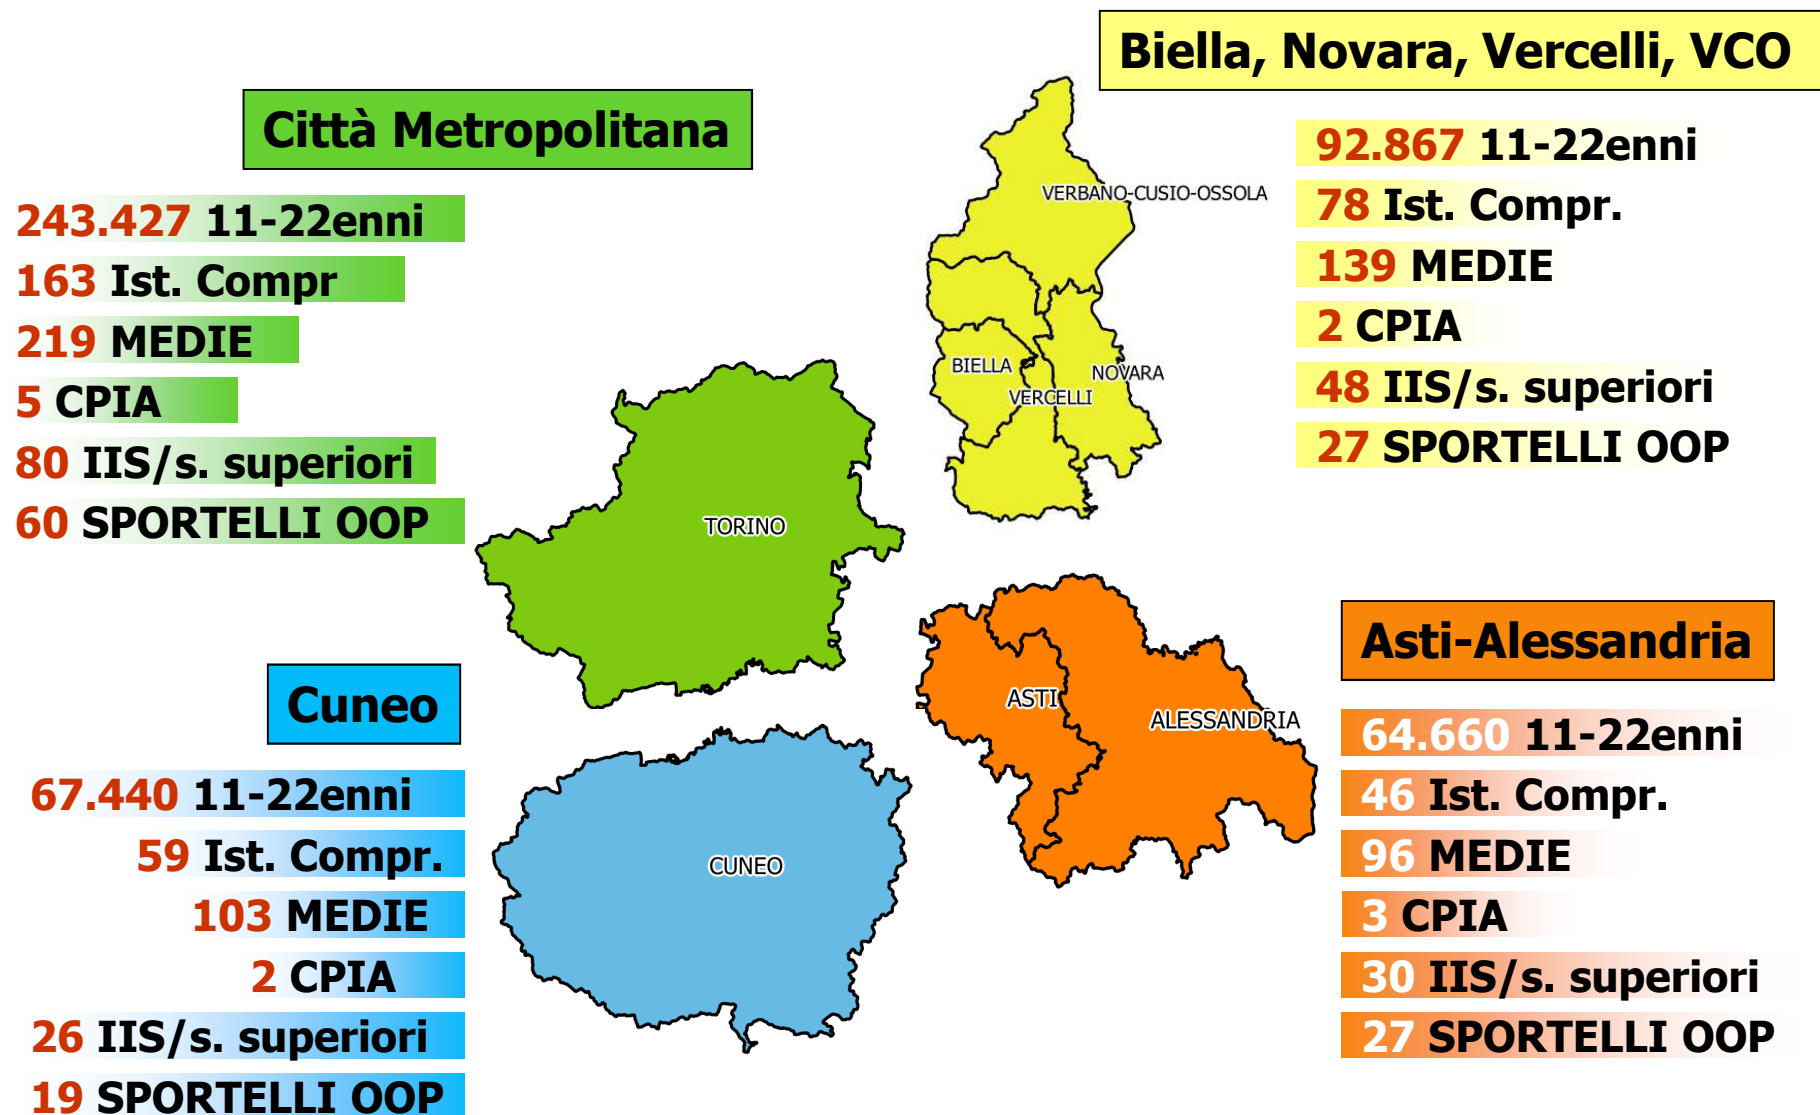 Biella, Novara, Vercelli, VCO
92.867 11-22enni
78 Ist. Compr.
139 MEDIE
2 CPIA
48 IIS/s. superiori
27 SPORTELLI OOP
Città Metropolitana
243.427 11-22enni
163 Ist. Compr
219 MEDIE
5 CPIA
80 IIS/s. superiori
60 SPORTELLI OOP
VERBANO-CUSIO-OSSOLA
BIELLA
NOVARA
VERCELLI
TORINO
Cuneo
67.440 11-22enni
59 Ist. Compr.
103 MEDIE
2 CPIA
26 IIS/s. superiori
19 SPORTELLI OOP
CUNEO
ASTI
ALESSANDRIA
Asti-Alessandria
64.660 11-22enni
46 Ist. Compr.
96 MEDIE
3 CPIA
30 IIS/s. superiori
27 SPORTELLI OOP